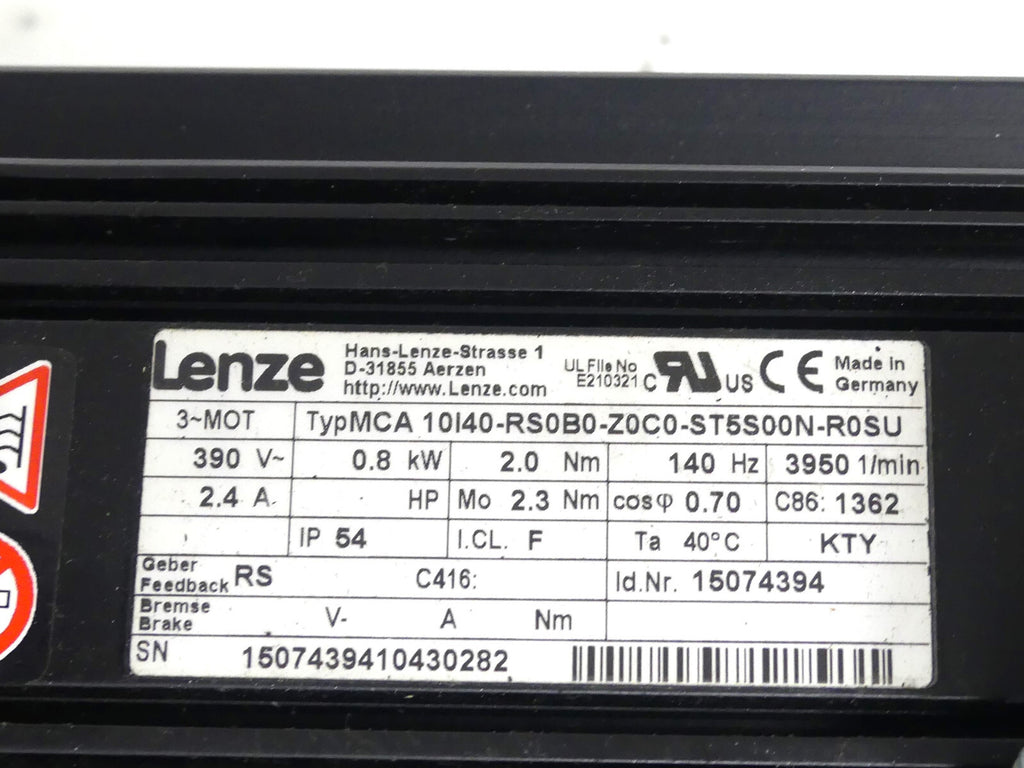 Lenze
Hans-Lenze-Strasse 1
D-31855 Aerzen
http://www.Lenze.com
UL File No
E210321
C RU US
CE
Made in
Germany
3~MOT TypMCA 10I40-RS0B0-Z0C0-ST5S00N-R0SU
390 V~ 0.8 kW 2.0 Nm 140 Hz 3950 1/min
2.4 A HP Mo 2.3 Nm cosφ 0.70 C86: 1362
IP 54 I.CL. F Ta 40°C KTY
Geber
Feedback RS C416: Id.Nr. 15074394
Bremse
Brake V- A Nm
SN 1507439410430282